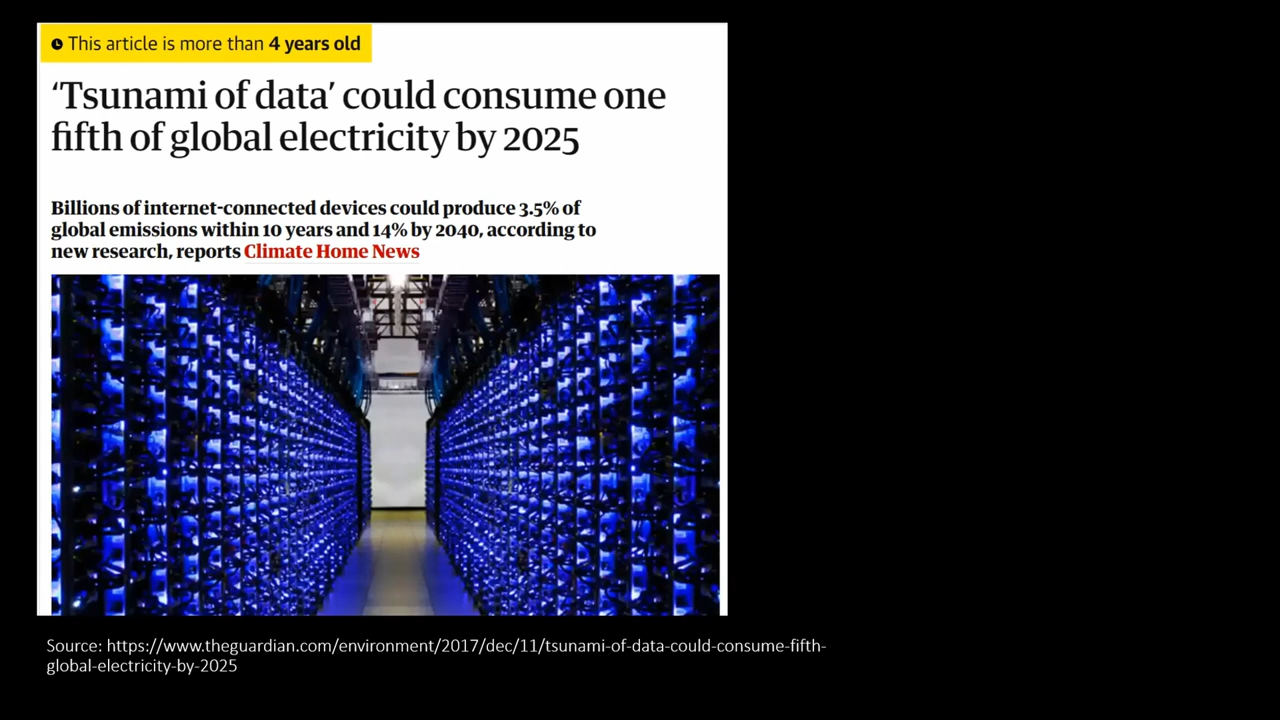 This article is more than 4 years old
‘Tsunami of data’ could consume one
fifth of global electricity by 2025
Billions of internet-connected devices could produce 3.5% of
global emissions within 10 years and 14% by 2040, according to
new research, reports Climate Home News
Source: https://www.theguardian.com/environment/2017/dec/11/tsunami-of-data-could-consume-fifth-
global-electricity-by-2025